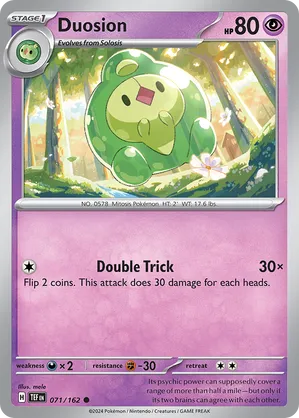 STAGE 1
Duosion
HP 80
Evolves from Solosis
NO. 0578 Mitosis Pokémon HT: 2' WT: 17.6 lbs.
Double Trick 30×
Flip 2 coins. This attack does 30 damage for each heads.
weakness ×2 resistance -30 retreat
Illus. mele
H TEF EN 071/162
Its psychic power can supposedly cover a
range of more than half a mile—but only if
its two brains can agree with each other.
©2024 Pokémon / Nintendo / Creatures / GAME FREAK